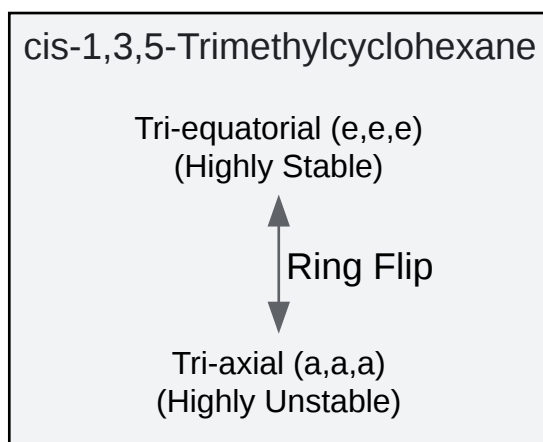 cis-1,3,5-Trimethylcyclohexane
Tri-equatorial (e,e,e)
(Highly Stable)
Ring Flip
Tri-axial (a,a,a)
(Highly Unstable)